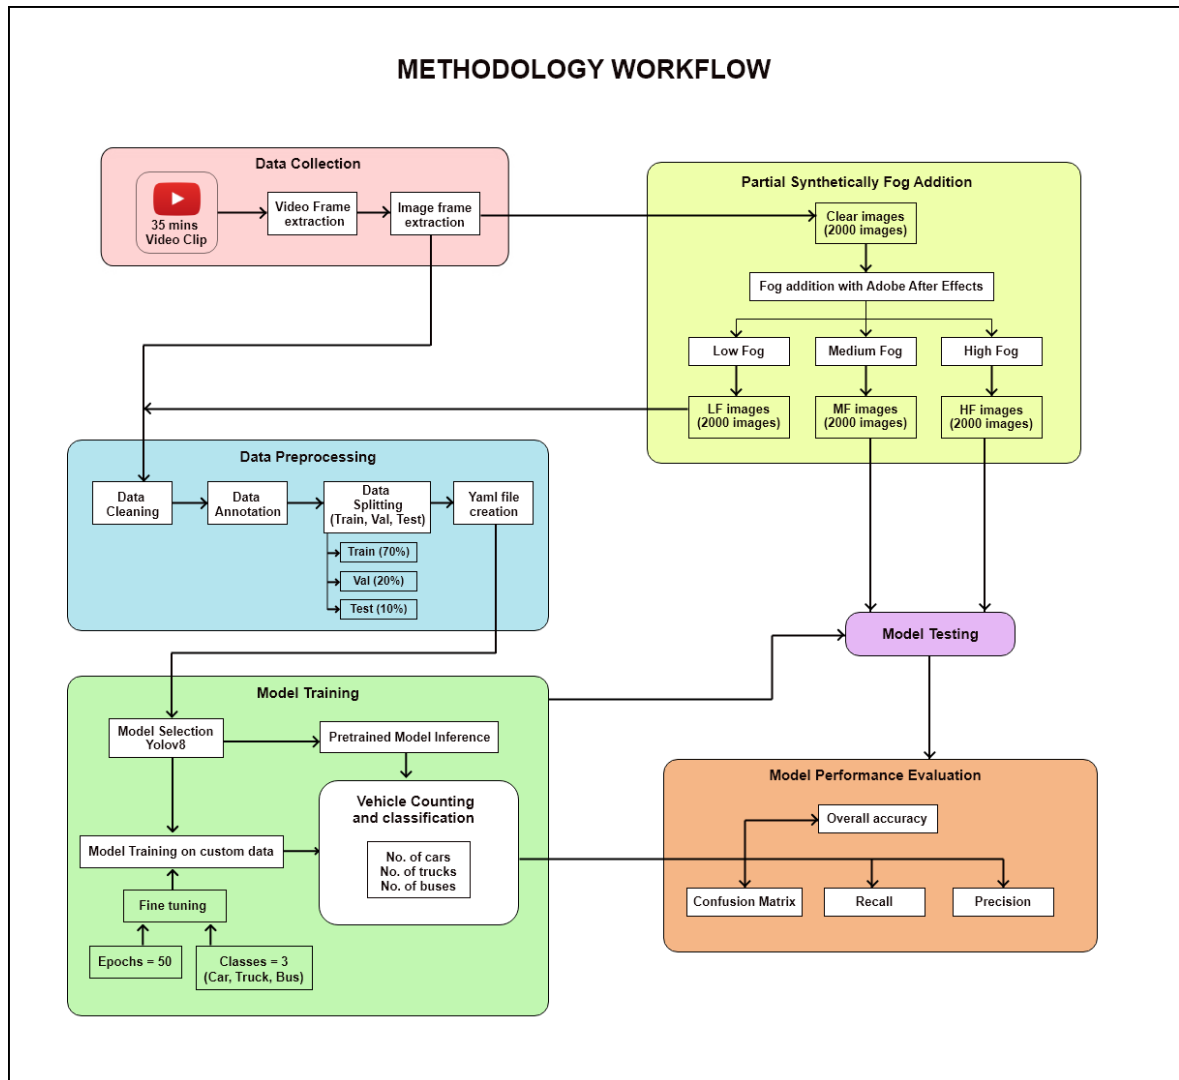 METHODOLOGY WORKFLOW
Data Collection
35 mins
Video Clip
Video Frame
extraction
Image frame
extraction
Partial Synthetically Fog Addition
Clear images
(2000 images)
Fog addition with Adobe After Effects
Low Fog
Medium Fog
High Fog
LF images
(2000 images)
MF images
(2000 images)
HF images
(2000 images)
Data Preprocessing
Data
Cleaning
Data
Annotation
Data
Splitting
(Train, Val, Test)
Yaml file
creation
Train (70%)
Val (20%)
Test (10%)
Model Testing
Model Training
Model Selection
Yolov8
Pretrained Model Inference
Vehicle Counting
and classification
No. of cars
No. of trucks
No. of buses
Model Training on custom data
Fine tuning
Epochs = 50
Classes = 3
(Car, Truck, Bus)
Model Performance Evaluation
Overall accuracy
Confusion Matrix
Recall
Precision